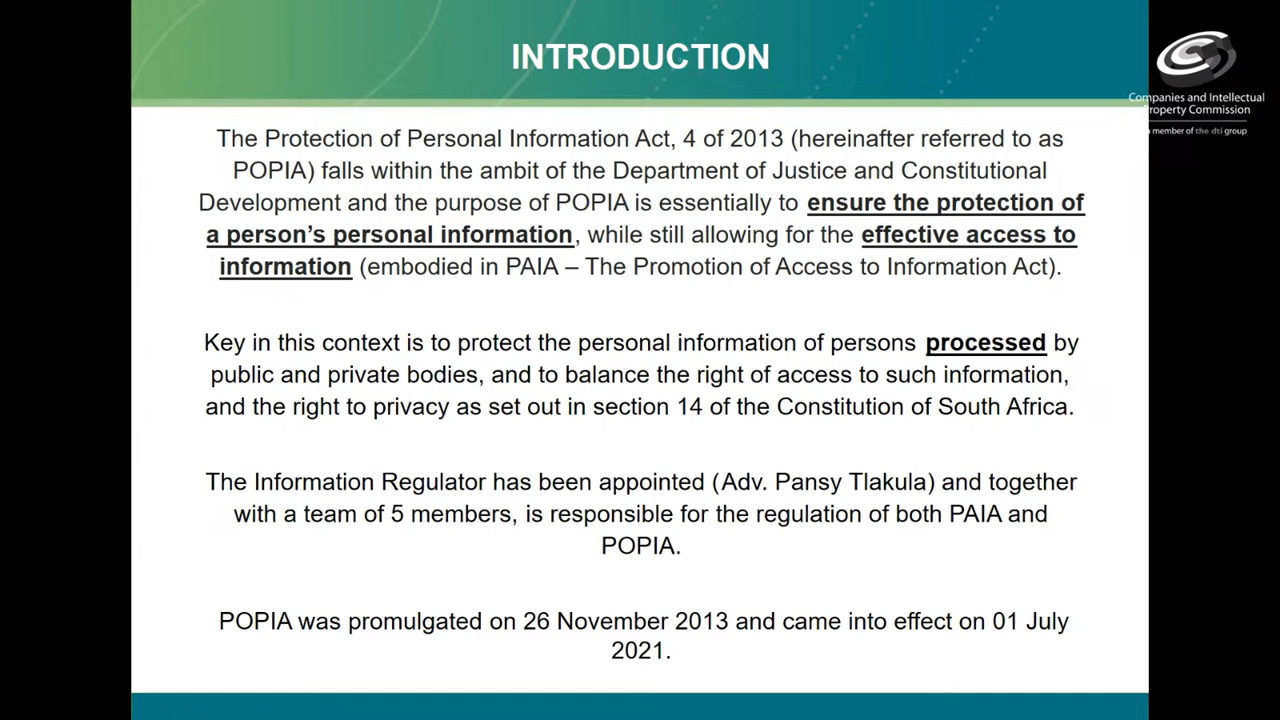 INTRODUCTION
Companies and Intellectual
Property Commission
a member of the dti group
The Protection of Personal Information Act, 4 of 2013 (hereinafter referred to as
POPIA) falls within the ambit of the Department of Justice and Constitutional
Development and the purpose of POPIA is essentially to ensure the protection of
a person’s personal information, while still allowing for the effective access to
information (embodied in PAIA – The Promotion of Access to Information Act).
Key in this context is to protect the personal information of persons processed by
public and private bodies, and to balance the right of access to such information,
and the right to privacy as set out in section 14 of the Constitution of South Africa.
The Information Regulator has been appointed (Adv. Pansy Tlakula) and together
with a team of 5 members, is responsible for the regulation of both PAIA and
POPIA.
POPIA was promulgated on 26 November 2013 and came into effect on 01 July
2021.